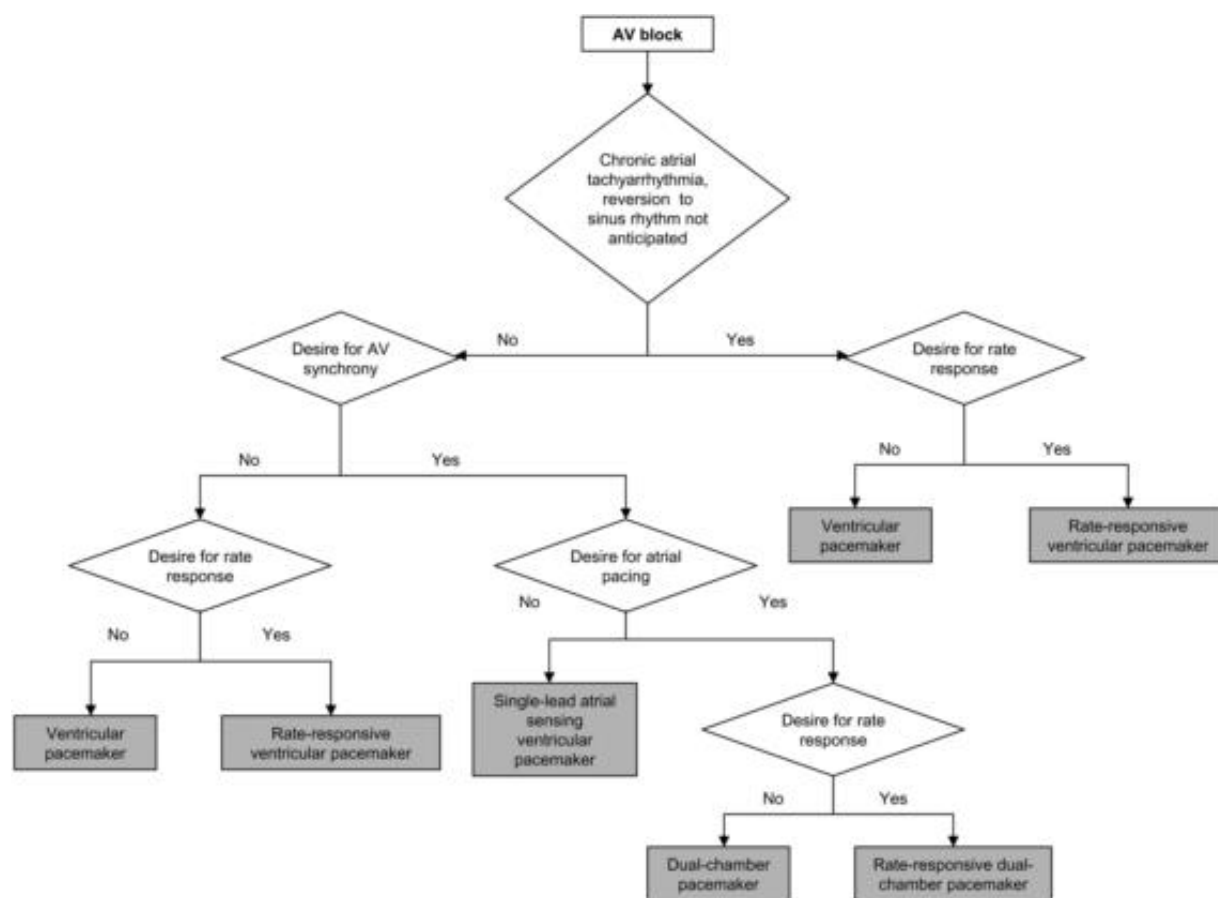 AV block
Chronic atrial
tachyarrhythmia,
reversion to
sinus rhythm not
anticipated
No
Yes
Desire for AV
synchrony
Desire for rate
response
No
Yes
No
Yes
Ventricular
pacemaker
Rate-responsive
ventricular pacemaker
Desire for rate
response
Desire for atrial
pacing
No
Yes
No
Yes
Ventricular
pacemaker
Rate-responsive
ventricular pacemaker
Single-lead atrial
sensing
ventricular
pacemaker
Desire for rate
response
No
Yes
Dual-chamber
pacemaker
Rate-responsive dual-
chamber pacemaker